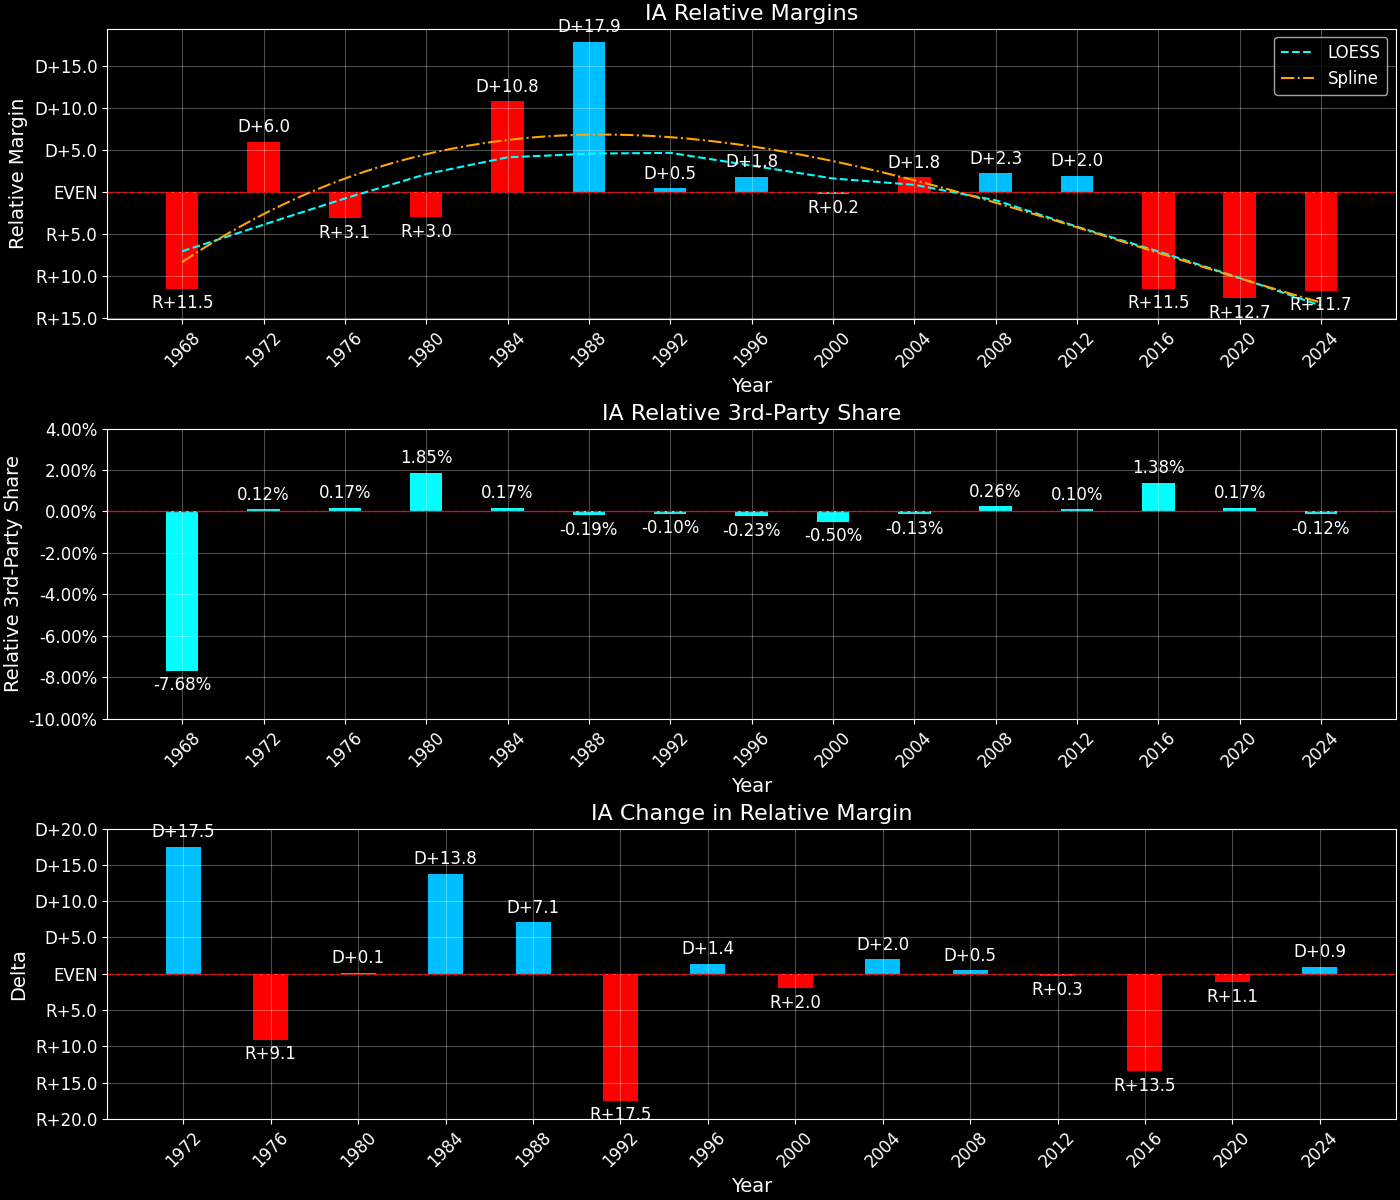 IA Relative Margins
Relative Margin
D+15.0
D+10.0
D+5.0
EVEN
R+5.0
R+10.0
R+15.0
R+11.5
D+6.0
R+3.1
R+3.0
D+10.8
D+17.9
D+0.5
D+1.8
R+0.2
D+1.8
D+2.3
D+2.0
R+11.5
R+12.7
R+11.7
LOESS
Spline
1968 1972 1976 1980 1984 1988 1992 1996 2000 2004 2008 2012 2016 2020 2024
Year
IA Relative 3rd-Party Share
Relative 3rd-Party Share
4.00%
2.00%
0.00%
-2.00%
-4.00%
-6.00%
-8.00%
-10.00%
-7.68%
0.12%
0.17%
1.85%
0.17%
-0.19%
-0.10%
-0.23%
-0.50%
-0.13%
0.26%
0.10%
1.38%
0.17%
-0.12%
1968 1972 1976 1980 1984 1988 1992 1996 2000 2004 2008 2012 2016 2020 2024
Year
IA Change in Relative Margin
Delta
D+20.0
D+15.0
D+10.0
D+5.0
EVEN
R+5.0
R+10.0
R+15.0
R+20.0
D+17.5
R+9.1
D+0.1
D+13.8
D+7.1
R+17.5
D+1.4
R+2.0
D+2.0
D+0.5
R+0.3
R+13.5
R+1.1
D+0.9
1972 1976 1980 1984 1988 1992 1996 2000 2004 2008 2012 2016 2020 2024
Year